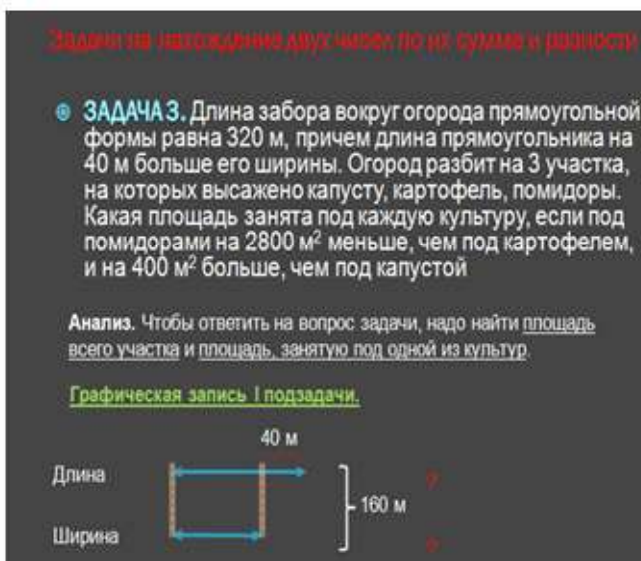 Задачи на нахождение двух чисел по их сумме и разности
ЗАДАЧА 3. Длина забора вокруг огорода прямоугольной
формы равна 320 м, причем длина прямоугольника на
40 м больше его ширины. Огород разбит на 3 участка,
на которых высажено капусту, картофель, помидоры.
Какая площадь занята под каждую культуру, если под
помидорами на 2800 м² меньше, чем под картофелем,
и на 400 м² больше, чем под капустой
Анализ. Чтобы ответить на вопрос задачи, надо найти площадь
всего участка и площадь, занятую под одной из культур.
Графическая запись I подзадачи.
40 м
Длина ?
160 м
Ширина ?